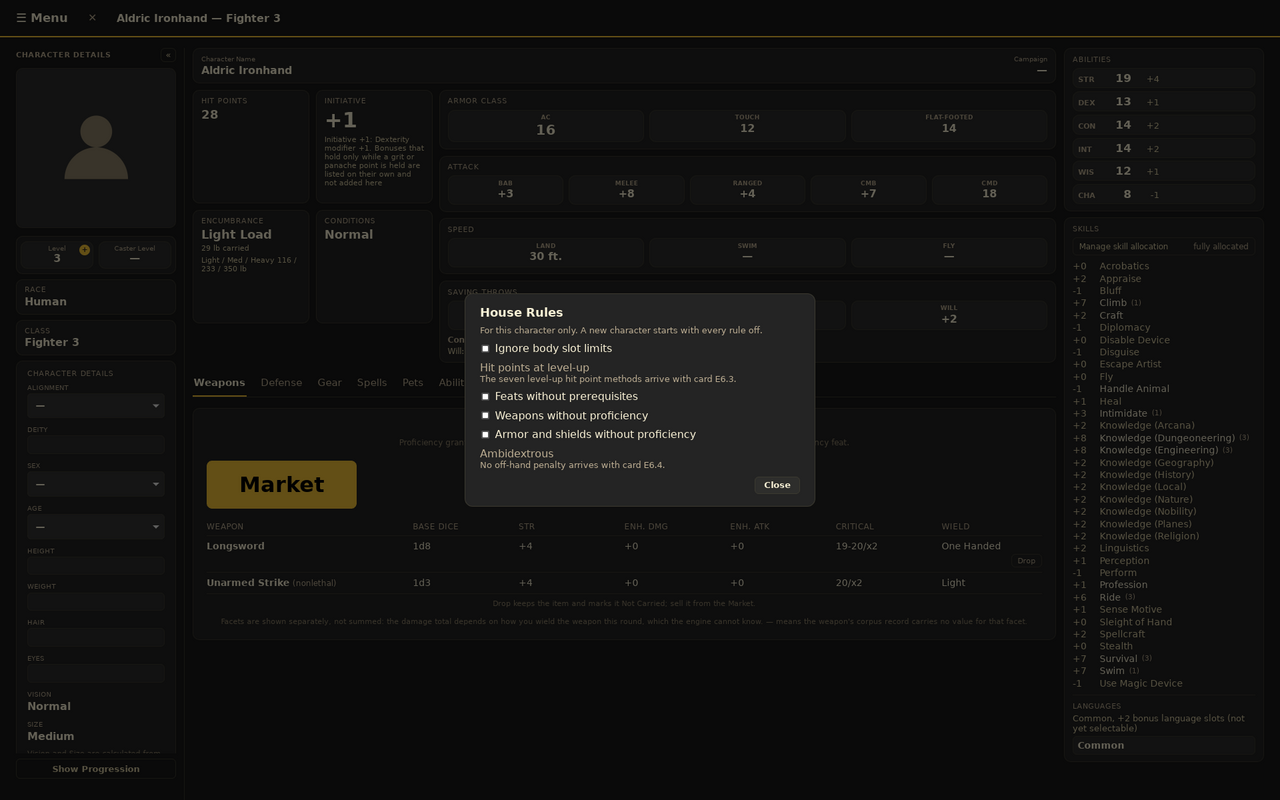 ☰ Menu
×
Aldric Ironhand — Fighter 3
CHARACTER DETAILS
«
Level
3
+
Caster Level
—
RACE
Human
CLASS
Fighter 3
CHARACTER DETAILS
ALIGNMENT
—
DEITY
SEX
—
AGE
—
HEIGHT
WEIGHT
HAIR
EYES
VISION
Normal
SIZE
Medium
Show Progression
Character Name
Aldric Ironhand
Campaign
—
HIT POINTS
28
INITIATIVE
+1
Initiative +1: Dexterity
modifier +1. Bonuses that
hold only while a grit or
panache point is held are
listed on their own and
not added here
ENCUMBRANCE
Light Load
29 lb carried
Light / Med / Heavy 116 /
233 / 350 lb
CONDITIONS
Normal
ARMOR CLASS
AC
16
TOUCH
12
FLAT-FOOTED
14
ATTACK
BAB
+3
MELEE
+8
RANGED
+4
CMB
+7
CMD
18
SPEED
LAND
30 ft.
SWIM
—
FLY
—
SAVING THROWS
WILL
+2
Will:
House Rules
For this character only. A new character starts with every rule off.
Ignore body slot limits
Hit points at level-up
The seven level-up hit point methods arrive with card E6.3.
Feats without prerequisites
Weapons without proficiency
Armor and shields without proficiency
Ambidextrous
No off-hand penalty arrives with card E6.4.
Close
Weapons
Defense
Gear
Spells
Pets
Abilit
Proficiency gran
cy feat.
Market
WEAPON BASE DICE STR ENH. DMG ENH. ATK CRITICAL WIELD
Longsword 1d8 +4 +0 +0 19-20/x2 One Handed
Drop
Unarmed Strike (nonlethal) 1d3 +4 +0 +0 20/x2 Light
Drop keeps the item and marks it Not Carried; sell it from the Market
Facets are shown separately, not summed: the damage total depends on how you wield the weapon this round, which the engine cannot know. — means the weapon's corpus record carries no value for that facet.
ABILITIES
STR 19 +4
DEX 13 +1
CON 14 +2
INT 14 +2
WIS 12 +1
CHA 8 -1
SKILLS
Manage skill allocation fully allocated
+0 Acrobatics
+2 Appraise
-1 Bluff
+7 Climb (1)
+2 Craft
-1 Diplomacy
+0 Disable Device
-1 Disguise
+0 Escape Artist
+0 Fly
-1 Handle Animal
+1 Heal
+3 Intimidate (1)
+2 Knowledge (Arcana)
+8 Knowledge (Dungeoneering) (3)
+8 Knowledge (Engineering) (3)
+2 Knowledge (Geography)
+2 Knowledge (History)
+2 Knowledge (Local)
+2 Knowledge (Nature)
+2 Knowledge (Nobility)
+2 Knowledge (Planes)
+2 Knowledge (Religion)
+2 Linguistics
+1 Perception
-1 Perform
+1 Profession
+6 Ride (3)
+1 Sense Motive
+0 Sleight of Hand
+2 Spellcraft
+0 Stealth
+7 Survival (3)
+7 Swim (1)
-1 Use Magic Device
LANGUAGES
Common, +2 bonus language slots (not
yet selectable)
Common